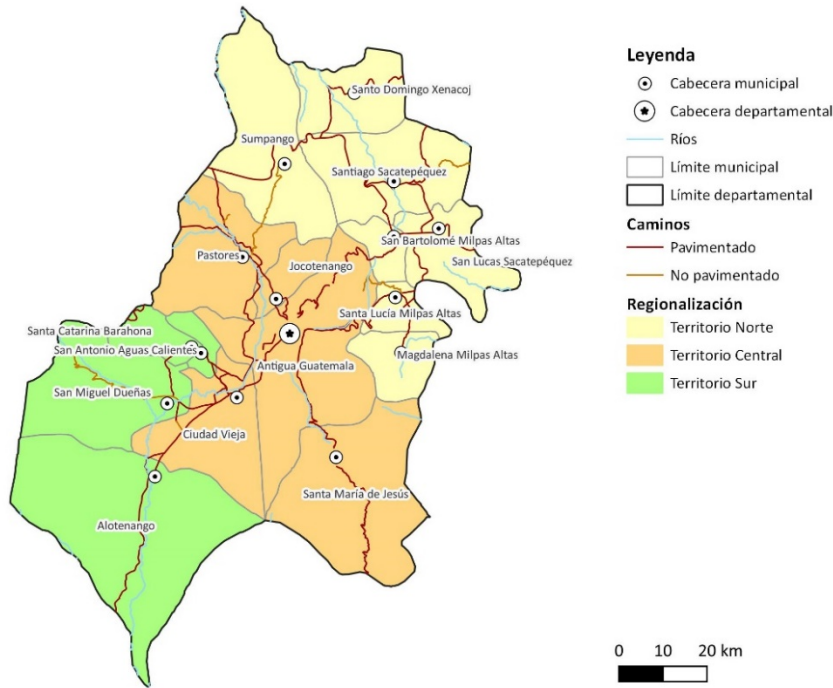 Santo Domingo Xenacoj
Sumpango
Santiago Sacatepéquez
San Bartolomé Milpas Altas
San Lucas Sacatepéquez
Pastores
Jocotenango
Santa Lucía Milpas Altas
Santa Catarina Barahona
San Antonio Aguas Calientes
Magdalena Milpas Altas
Antigua Guatemala
San Miguel Dueñas
Ciudad Vieja
Santa María de Jesús
Alotenango
Leyenda
Cabecera municipal
Cabecera departamental
Ríos
Límite municipal
Límite departamental
Caminos
Pavimentado
No pavimentado
Regionalización
Territorio Norte
Territorio Central
Territorio Sur
0 10 20 km